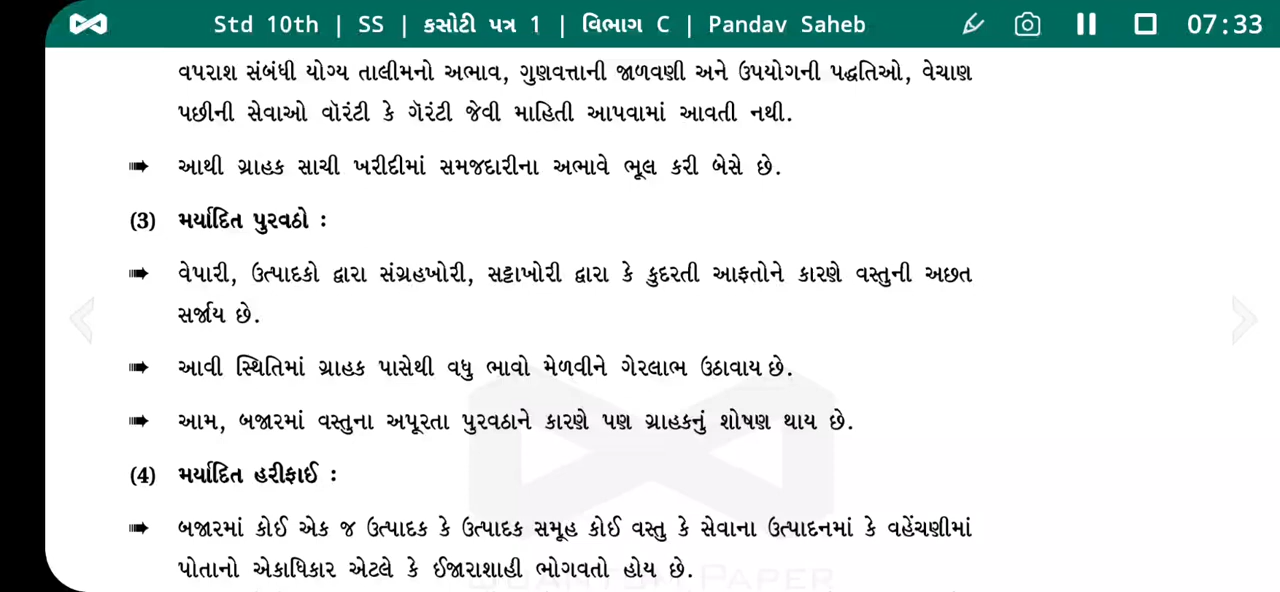 Std 10th | SS | કસોટી પત્ર 1 | વિભાગ C | Pandav Saheb 07:33
વપરાશ સંબંધી યોગ્ય તાલીમનો અભાવ, ગુણવત્તાની જાળવણી અને ઉપયોગની પદ્ધતિઓ, વેચાણ
પછીની સેવાઓ વૉરંટી કે ગૅરંટી જેવી માહિતી આપવામાં આવતી નથી.
➠ આથી ગ્રાહક સાચી ખરીદીમાં સમજદારીના અભાવે ભૂલ કરી બેસે છે.
(3) મર્યાદિત પુરવઠો :
➠ વેપારી, ઉત્પાદકો દ્વારા સંગ્રહખોરી, સટ્ટાખોરી દ્વારા કે કુદરતી આફતોને કારણે વસ્તુની અછત
સર્જાય છે.
➠ આવી સ્થિતિમાં ગ્રાહક પાસેથી વધુ ભાવો મેળવીને ગેરલાભ ઉઠાવાય છે.
➠ આમ, બજારમાં વસ્તુના અપૂરતા પુરવઠાને કારણે પણ ગ્રાહકનું શોષણ થાય છે.
(4) મર્યાદિત હરીફાઈ :
➠ બજારમાં કોઈ એક જ ઉત્પાદક કે ઉત્પાદક સમૂહ કોઈ વસ્તુ કે સેવાના ઉત્પાદનમાં કે વહેંચણીમાં
પોતાનો એકાધિકાર એટલે કે ઈજારાશાહી ભોગવતો હોય છે.